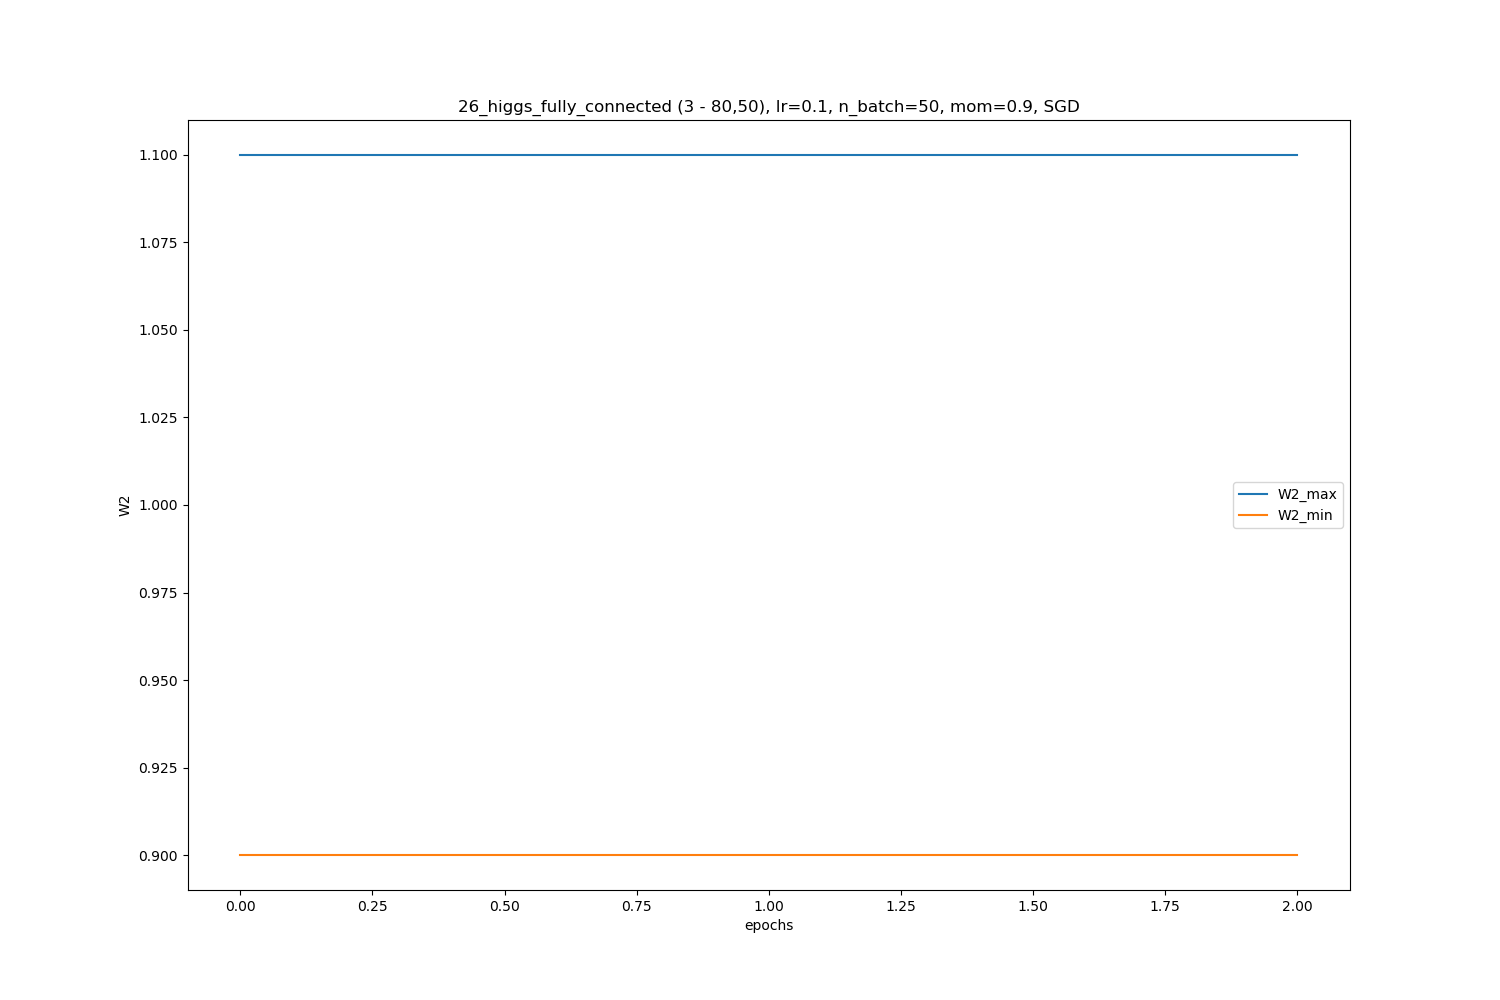 26_higgs_fully_connected (3 - 80,50), lr=0.1, n_batch=50, mom=0.9, SGD
1.100
1.075
1.050
1.025
1.000
0.975
0.950
0.925
0.900
W2
W2_max
W2_min
0.00 0.25 0.50 0.75 1.00 1.25 1.50 1.75 2.00
epochs